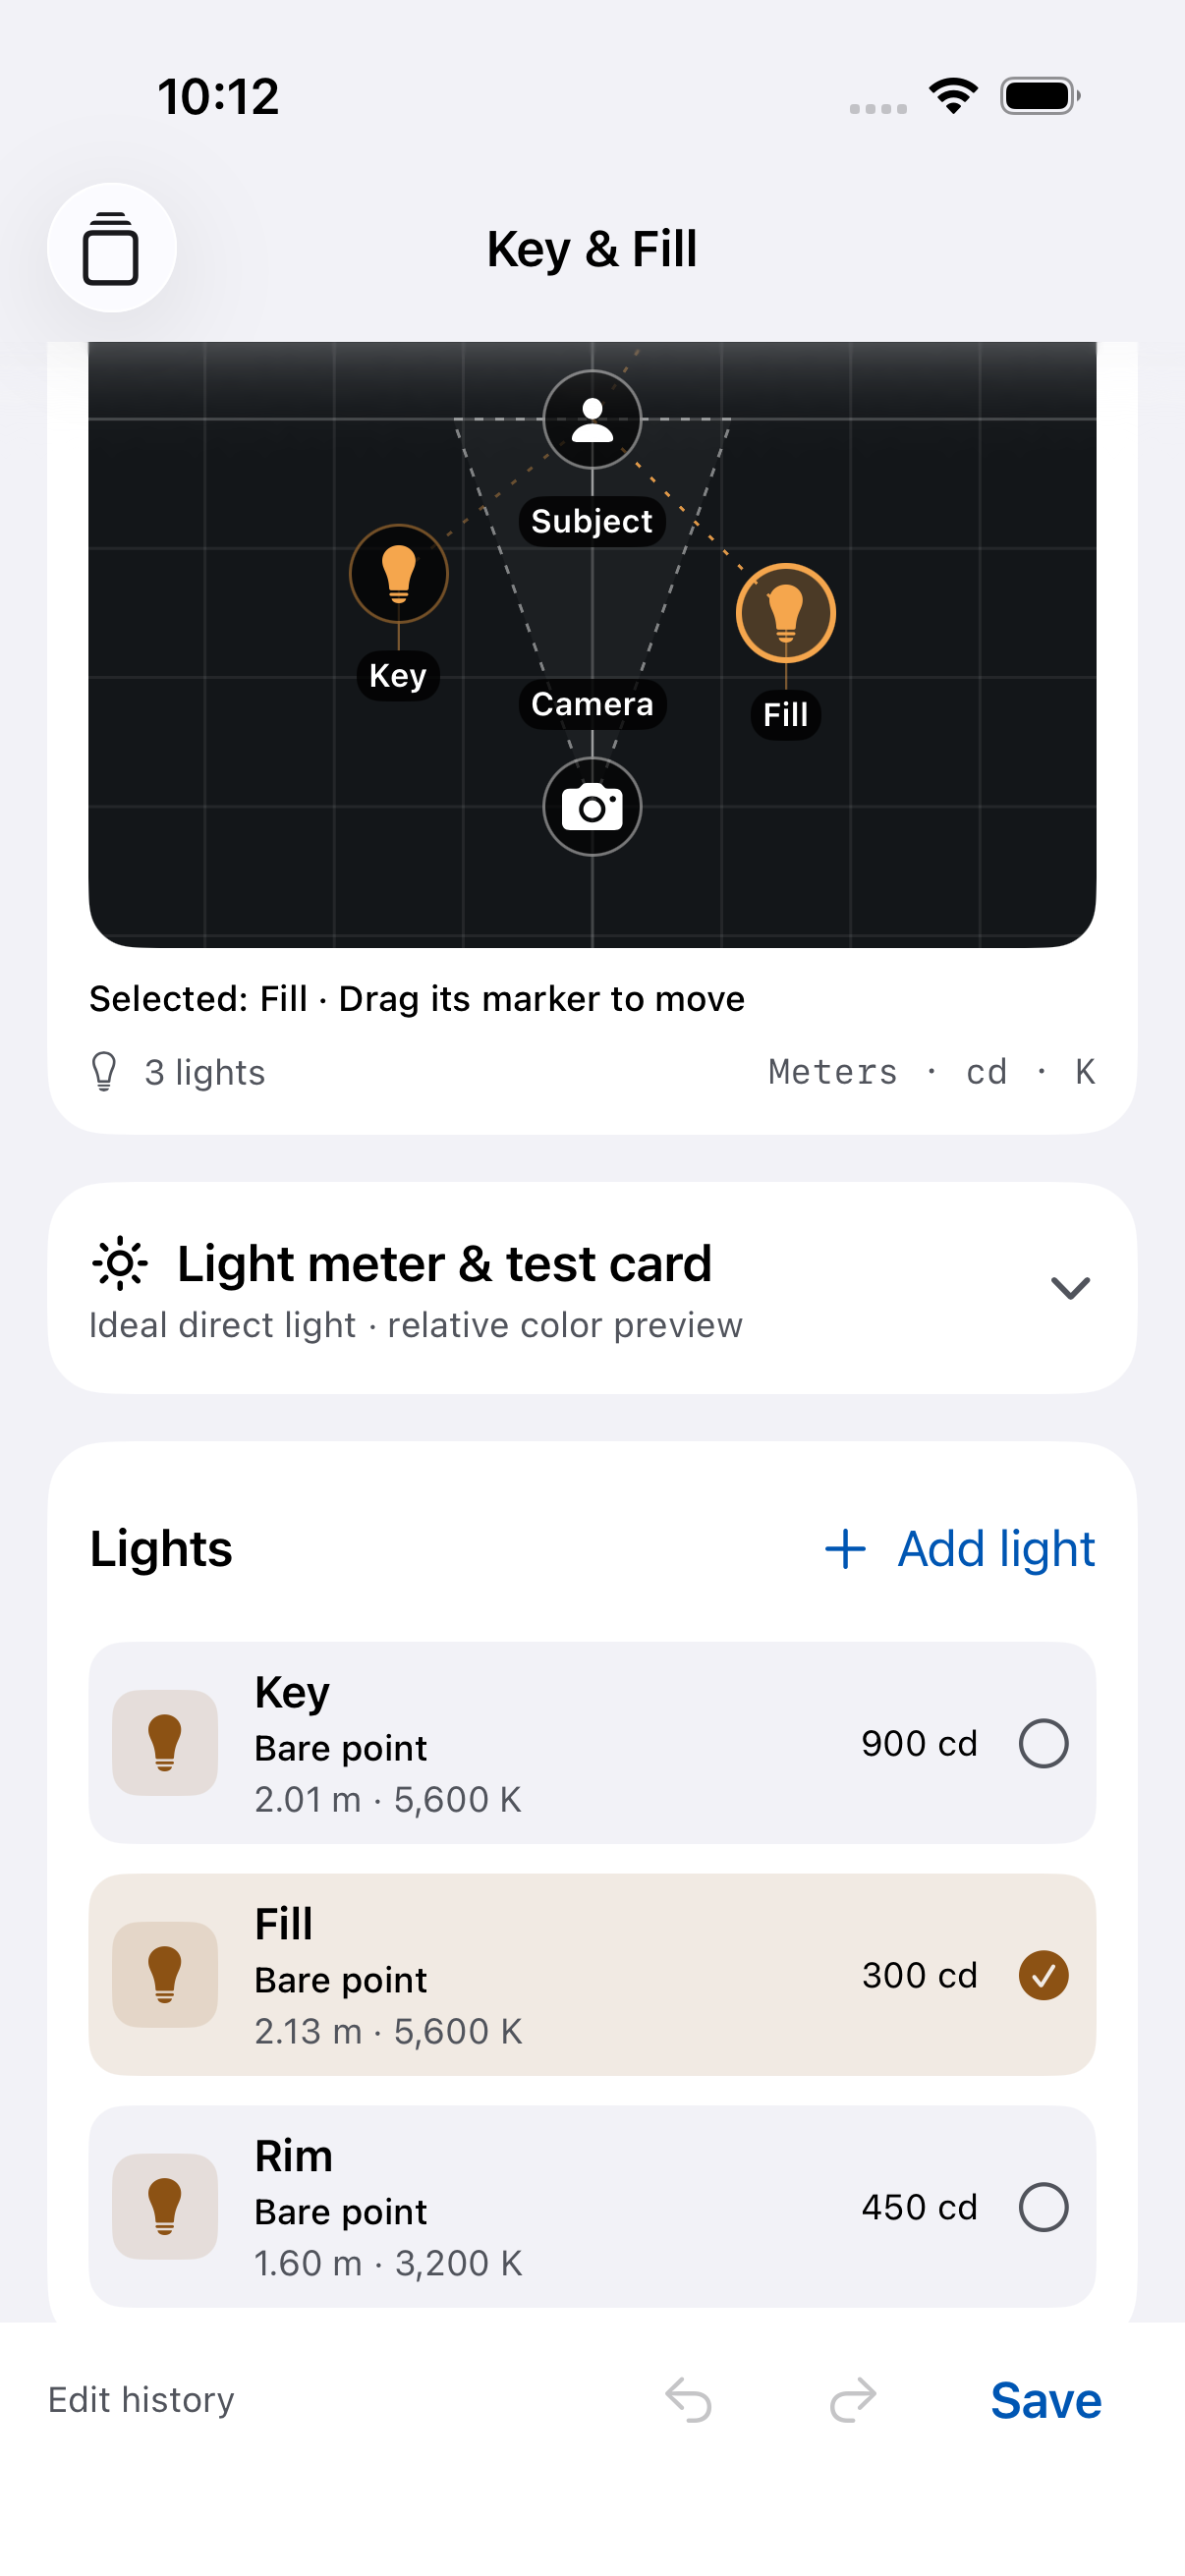 10:12
Key & Fill
Subject
Key
Camera
Fill
Selected: Fill · Drag its marker to move
3 lights
Meters · cd · K
Light meter & test card
Ideal direct light · relative color preview
Lights
Add light
Key
Bare point
2.01 m · 5,600 K
900 cd
Fill
Bare point
2.13 m · 5,600 K
300 cd
Rim
Bare point
1.60 m · 3,200 K
450 cd
Edit history
Save